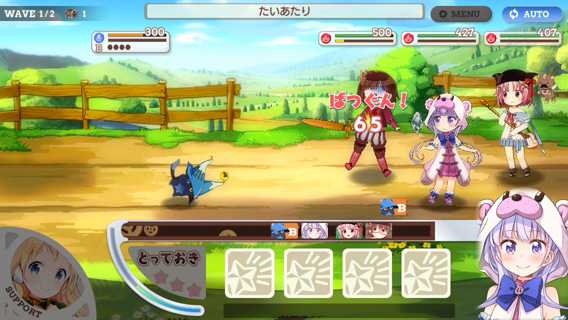 WAVE 1/2 1
たいあたり
MENU
AUTO
300
B
500
427
407
ばつぐん!
65
B
B
とっておき
SUPPORT